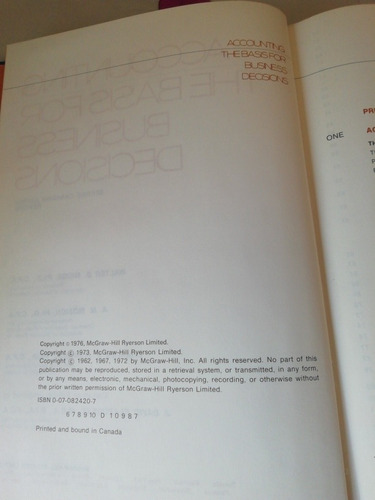 ACCOUNTING:
THE BASIS FOR
BUSINESS
DECISIONS
Copyright © 1976, McGraw-Hill Ryerson Limited.
Copyright © 1973, McGraw-Hill Ryerson Limited.
Copyright © 1962, 1967, 1972 by McGraw-Hill, Inc. All rights reserved. No part of this
publication may be reproduced, stored in a retrieval system, or transmitted, in any form,
or by means, electronic, mechanical, photocopying, recording, or otherwise without
the prior written permission of McGraw-Hill Ryerson Limited.
ISBN 0-07-082420-7
6 7 8 9 10 D 1 0 9 8 7
Printed and bound in Canada
ONE